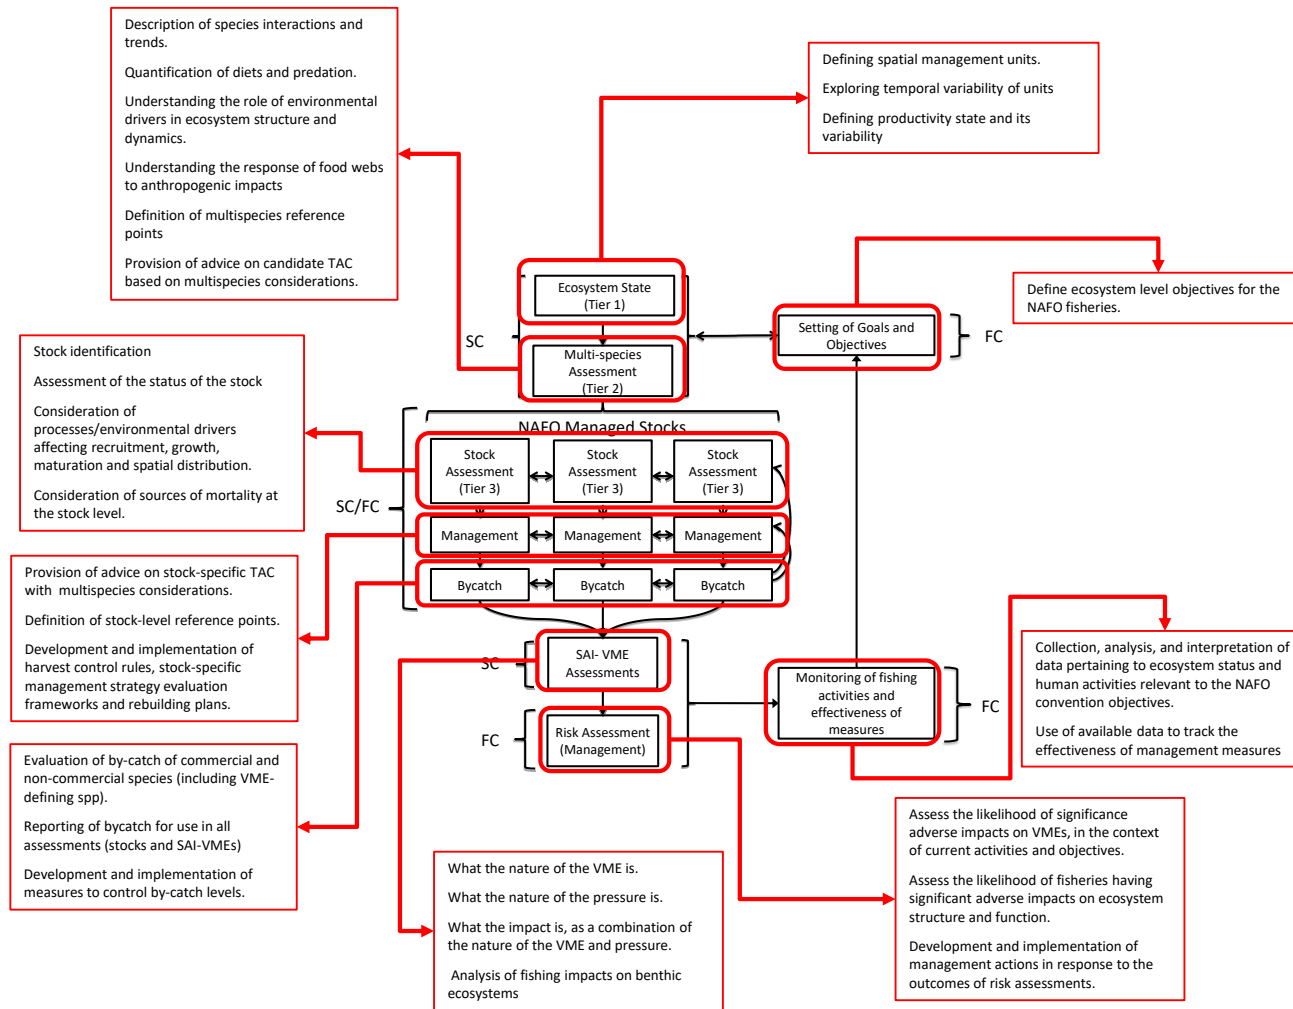 Description of species interactions and
trends.
Quantification of diets and predation.
Understanding the role of environmental
drivers in ecosystem structure and
dynamics.
Understanding the response of food webs
to anthropogenic impacts
Definition of multispecies reference
points
Provision of advice on candidate TAC
based on multispecies considerations.
Defining spatial management units.
Exploring temporal variability of units
Defining productivity state and its
variability
Define ecosystem level objectives for the
NAFO fisheries.
Ecosystem State
(Tier 1)
SC
Multi-species
Assessment
(Tier 2)
Setting of Goals and
Objectives
FC
Stock identification
Assessment of the status of the stock
Consideration of
processes/environmental drivers
affecting recruitment, growth,
maturation and spatial distribution.
Consideration of sources of mortality at
the stock level.
NAFO Managed Stocks
SC/FC
Stock
Assessment
(Tier 3)
Stock
Assessment
(Tier 3)
Stock
Assessment
(Tier 3)
Management
Management
Management
Bycatch
Bycatch
Bycatch
Provision of advice on stock-specific TAC
with multispecies considerations.
Definition of stock-level reference points.
Development and implementation of
harvest control rules, stock-specific
management strategy evaluation
frameworks and rebuilding plans.
SC
SAI- VME
Assessments
FC
Risk Assessment
(Management)
Monitoring of fishing
activities and
effectiveness of
measures
FC
Collection, analysis, and interpretation of
data pertaining to ecosystem status and
human activities relevant to the NAFO
convention objectives.
Use of available data to track the
effectiveness of management measures
Evaluation of by-catch of commercial and
non-commercial species (including VME-
defining spp).
Reporting of bycatch for use in all
assessments (stocks and SAI-VMEs)
Development and implementation of
measures to control by-catch levels.
What the nature of the VME is.
What the nature of the pressure is.
What the impact is, as a combination of
the nature of the VME and pressure.
Analysis of fishing impacts on benthic
ecosystems
Assess the likelihood of significance
adverse impacts on VMEs, in the context
of current activities and objectives.
Assess the likelihood of fisheries having
significant adverse impacts on ecosystem
structure and function.
Development and implementation of
management actions in response to the
outcomes of risk assessments.